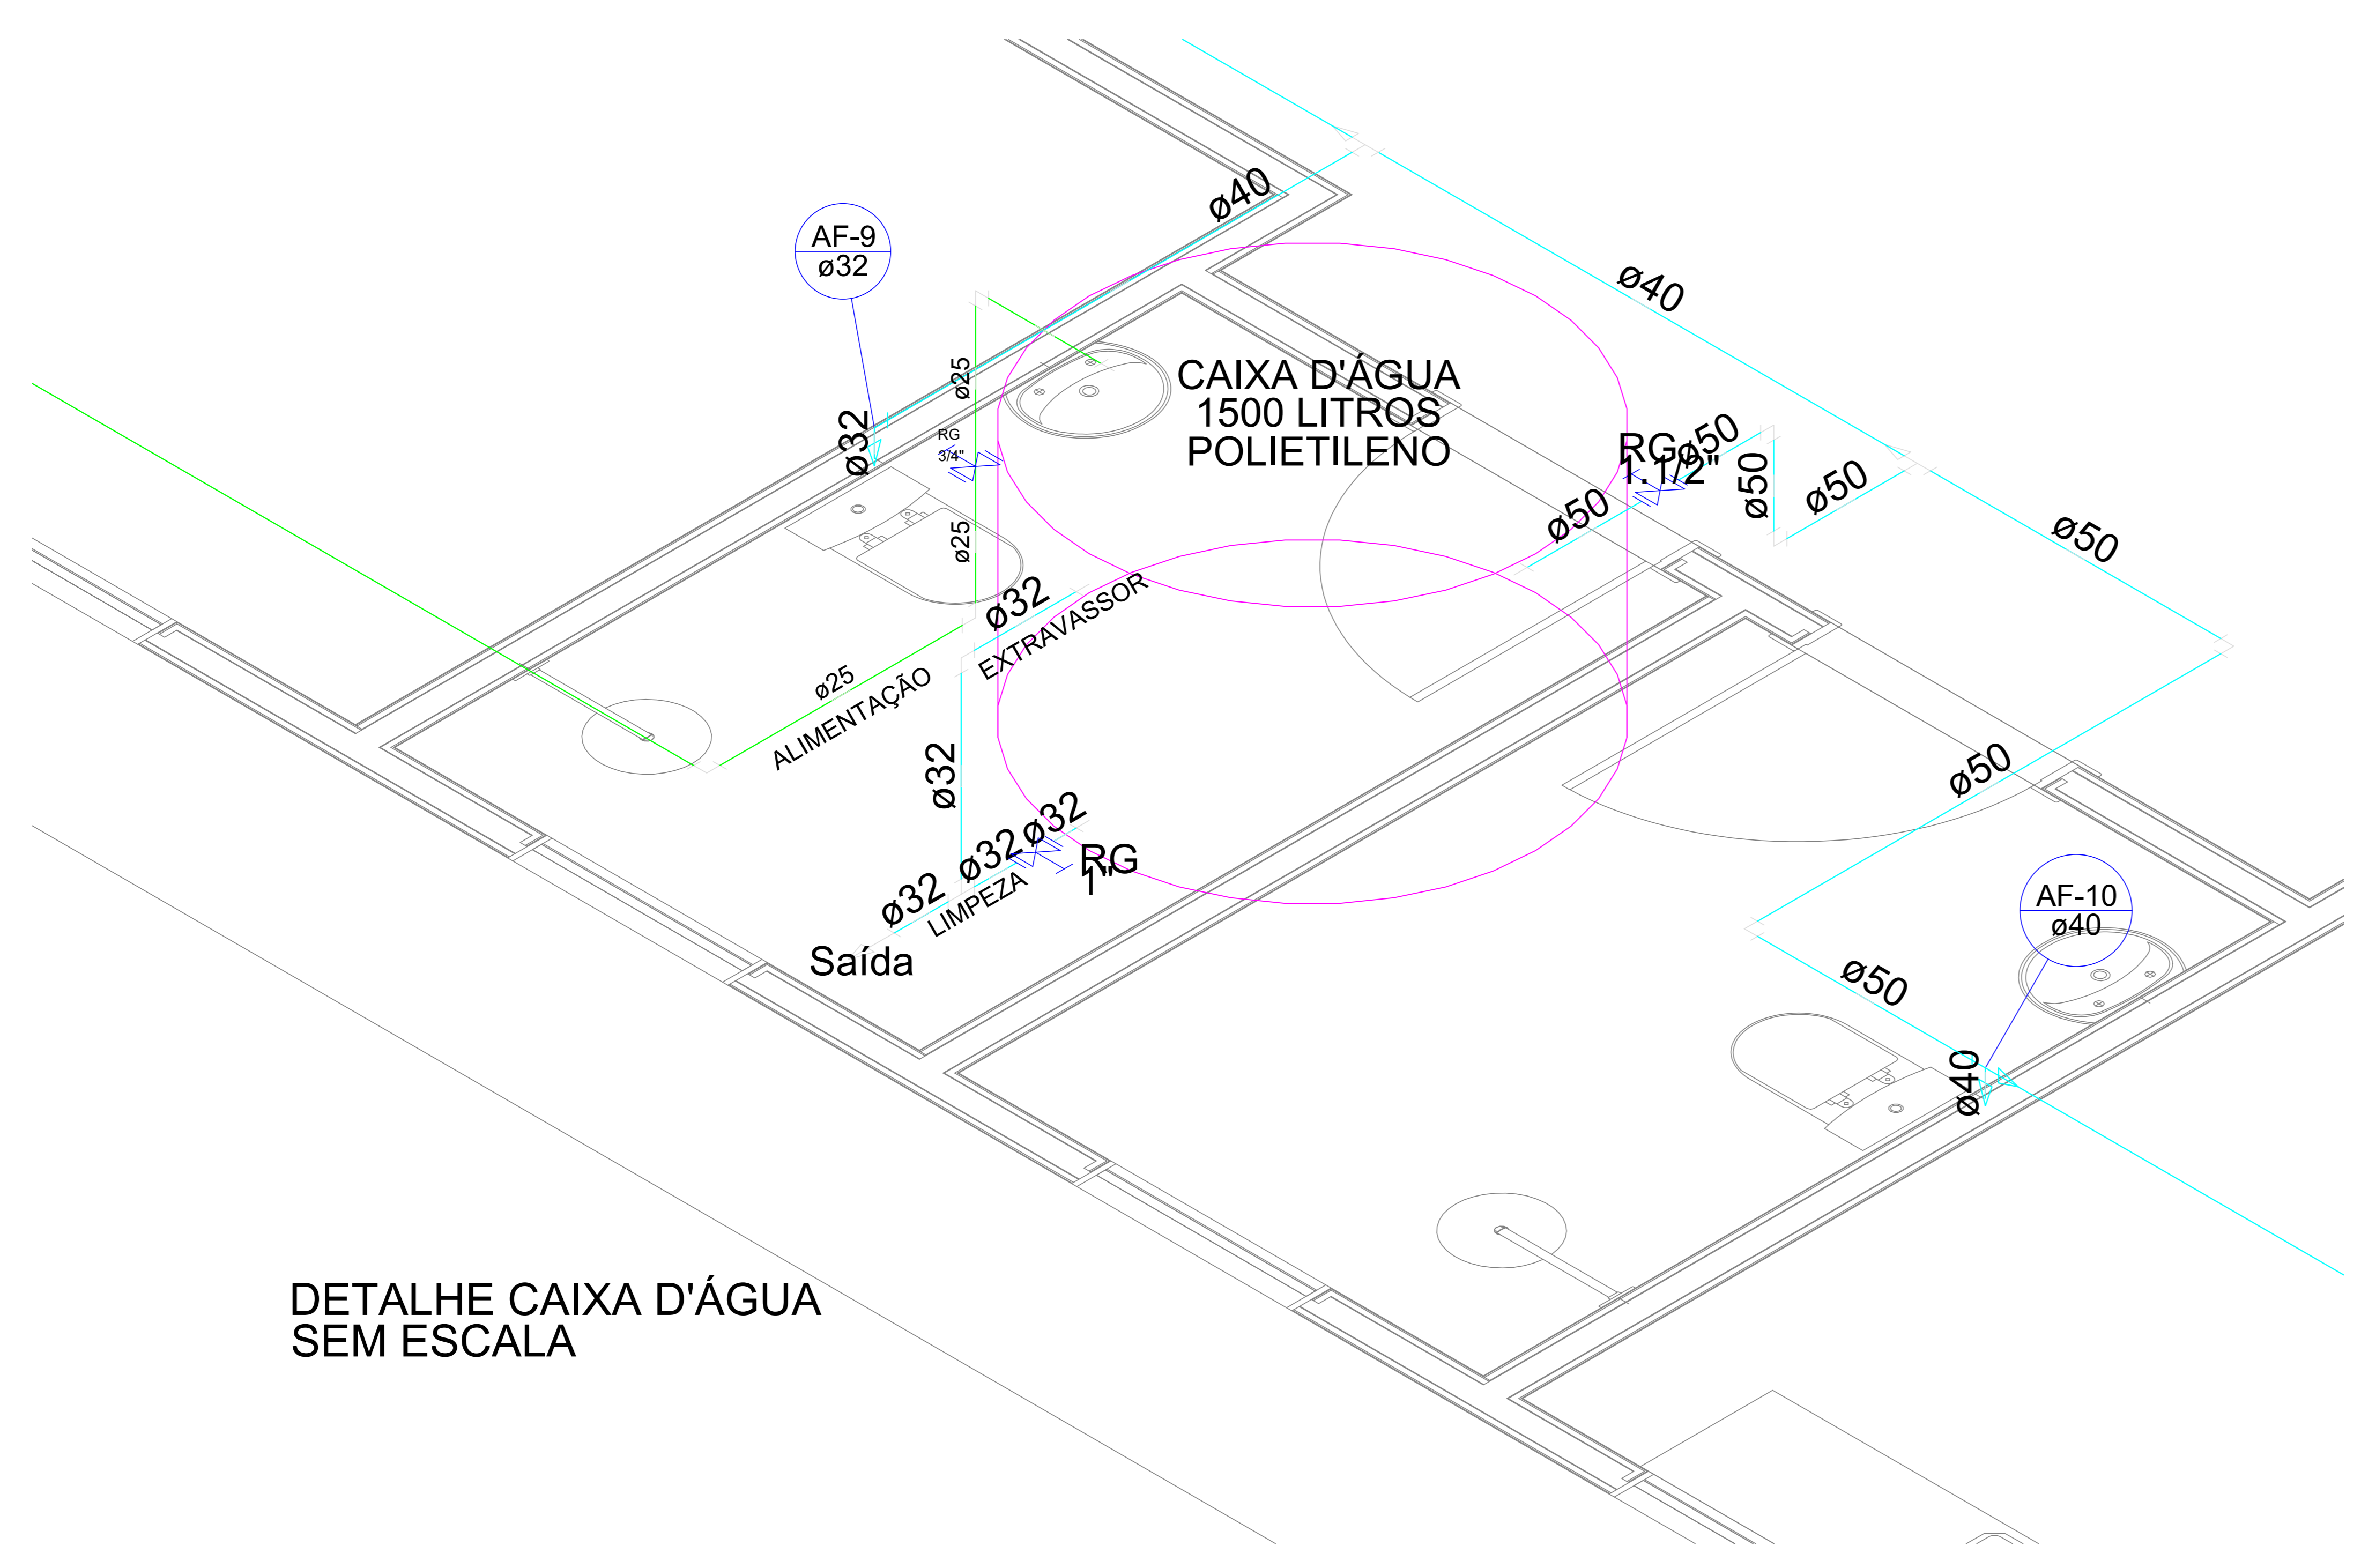 ø40
AF-9
ø32
ø40
ø25
CAIXA D'ÁGUA
1500 LITROS
POLIETILENO
ø32
RG
3/4"
RG
1.1/2"
ø50
ø50
ø50
ø50
ø50
ø25
ø32
EXTRAVASSOR
ø25
ALIMENTAÇÃO
ø32
ø50
ø32
ø32
ø32
RG
1"
LIMPEZA
Saída
AF-10
ø40
ø50
ø40
DETALHE CAIXA D'ÁGUA
SEM ESCALA